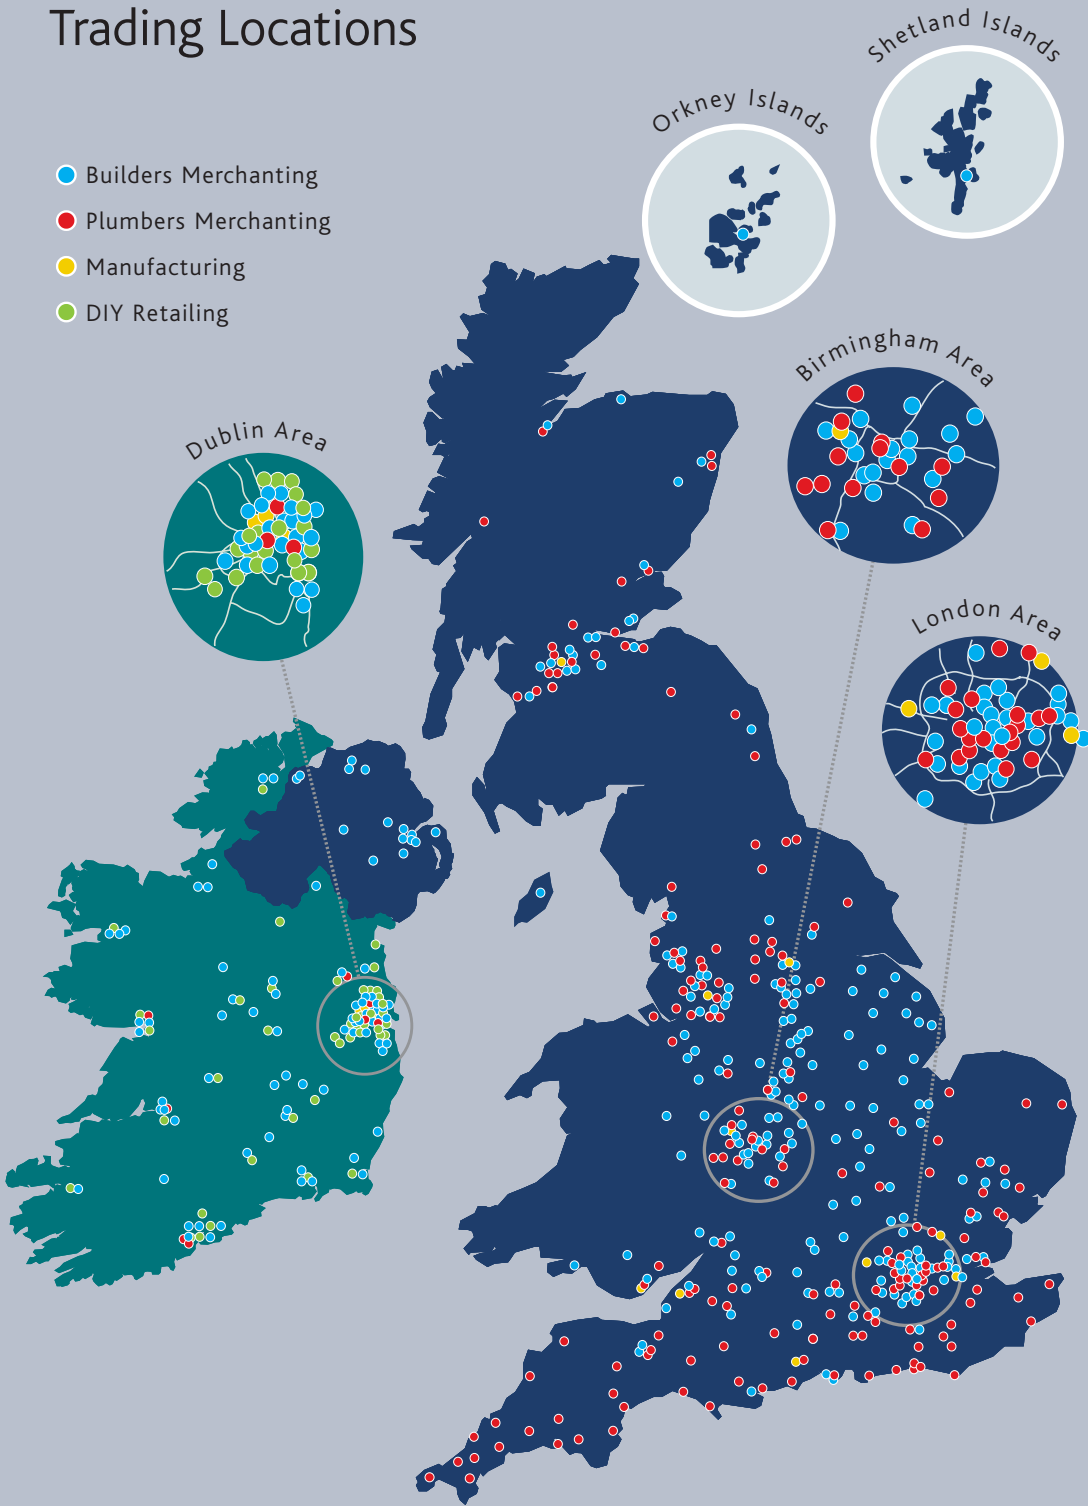 Trading Locations
Shetland Islands
Orkney Islands
Builders Merchanting
Plumbers Merchanting
Manufacturing
DIY Retailing
Birmingham Area
Dublin Area
London Area